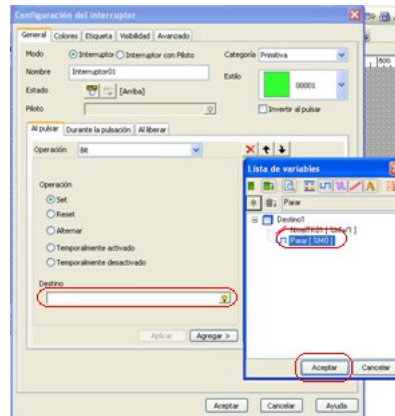 Configuración del interruptor
General Colores Etiqueta Visibilidad Avanzado
Modo Interruptor Interruptor con Piloto Categoría Primitiva
Nombre Interruptor01 Estilo
00001
Estado [Arriba]
Piloto Invertir al pulsar
Al pulsar Durante la pulsación Al liberar
Operación Bit
Lista de variables
Parar
Operación
Set
Destino1
Reset
Parar [ %M0 ]
Alternar
Temporalmente activado
Temporalmente desactivado
Destino
Aplicar Agregar >
Aceptar Cancelar
Aceptar Cancelar Ayuda